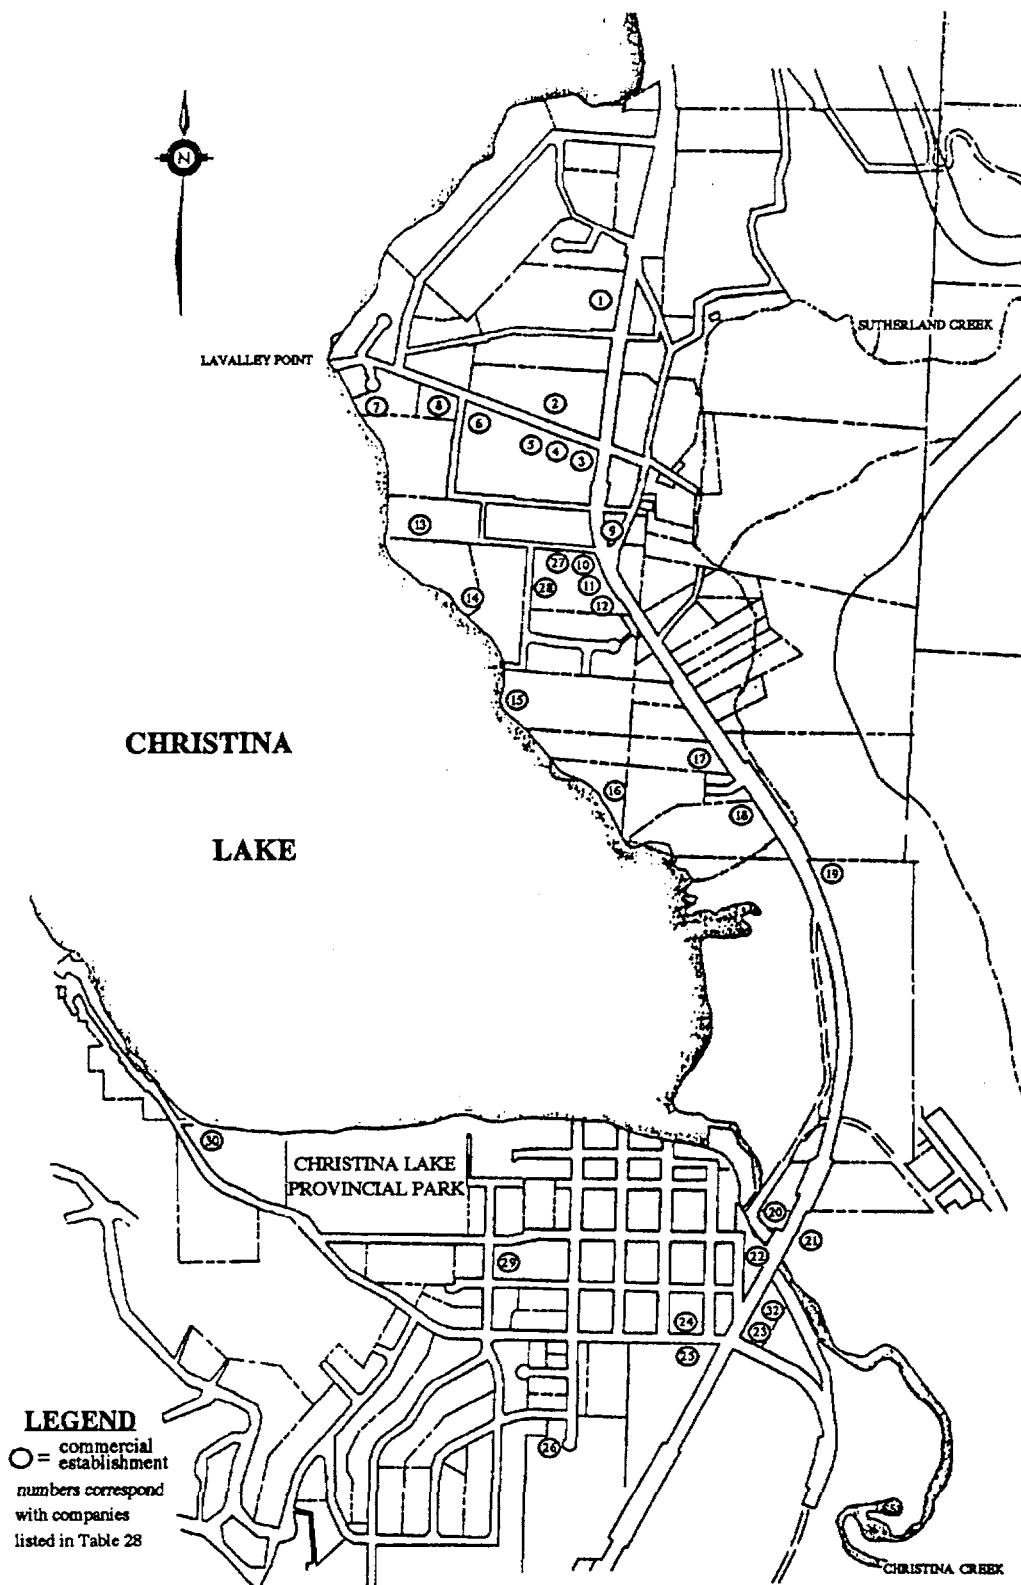 N
SUTHERLAND CREEK
1
LAVALLEY POINT
7
8
6
2
5
4
3
13
9
27
10
28
11
12
14
15
17
16
18
19
CHRISTINA
LAKE
30
CHRISTINA LAKE
PROVINCIAL PARK
20
21
22
29
32
23
24
25
26
LEGEND
= commercial
establishment
numbers correspond
with companies
listed in Table 28
CHRISTINA CREEK